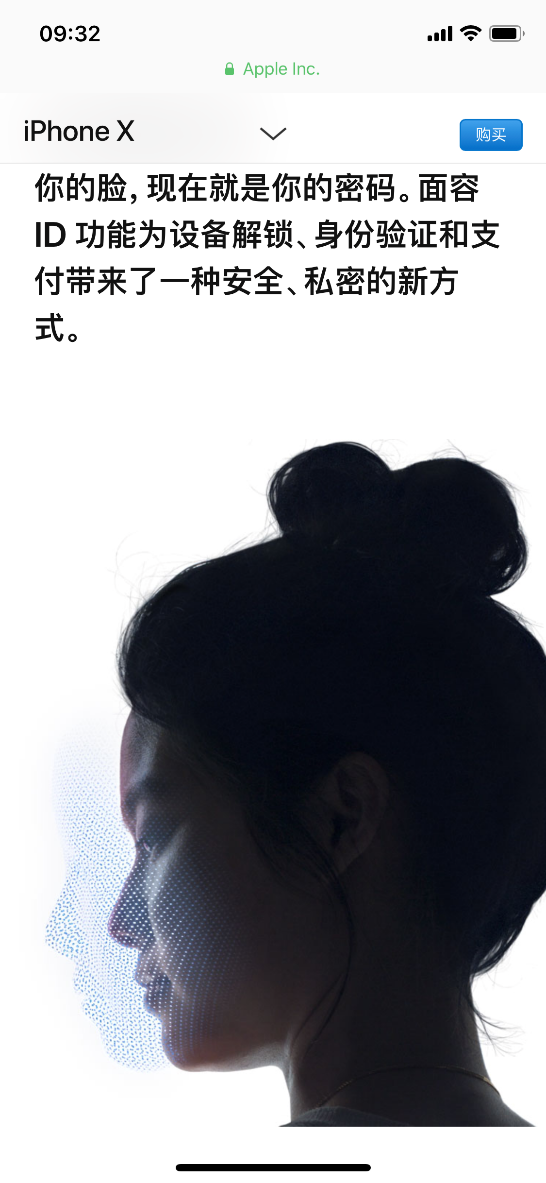 09:32
Apple Inc.
iPhone X
购买
你的脸，现在就是你的密码。面容
ID 功能为设备解锁、身份验证和支
付带来了一种安全、私密的新方
式。